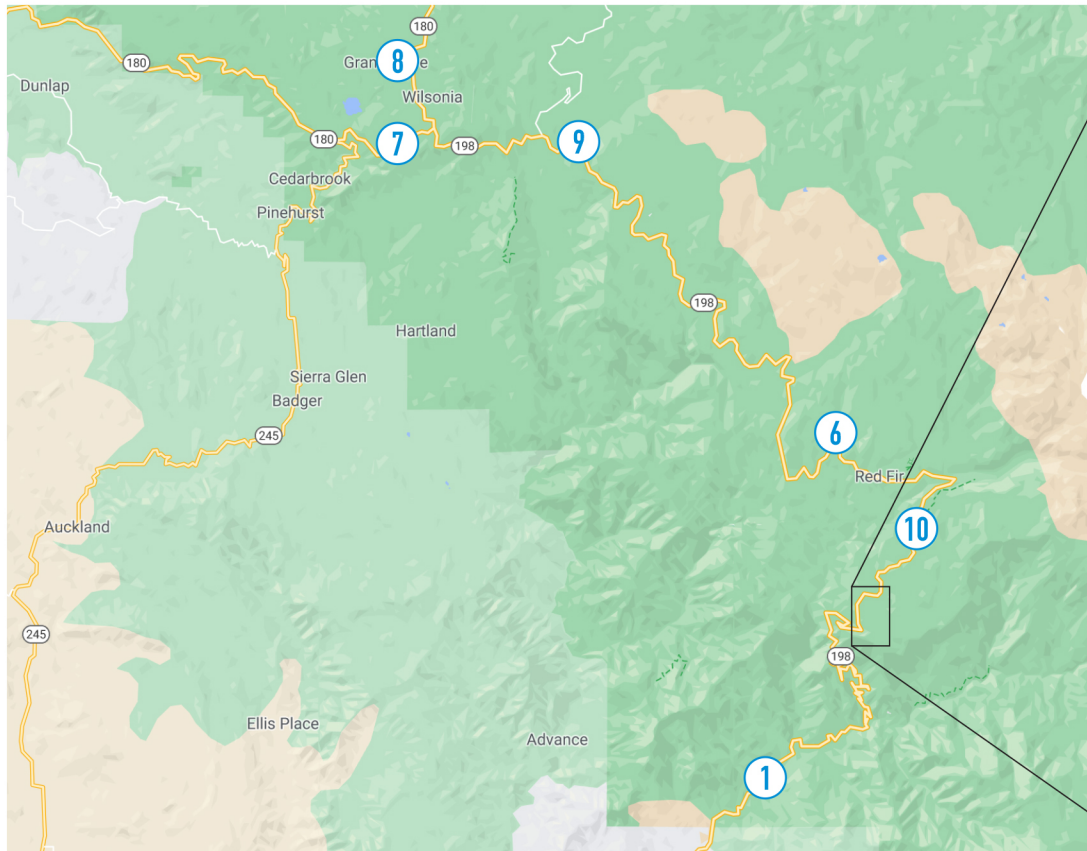 180
8
Gran
e
180
Dunlap
Wilsonia
180
7
198
9
Cedarbrook
Pinehurst
198
Hartland
Sierra Glen
Badger
245
6
Red Fir
Auckland
10
245
198
Ellis Place
Advance
1